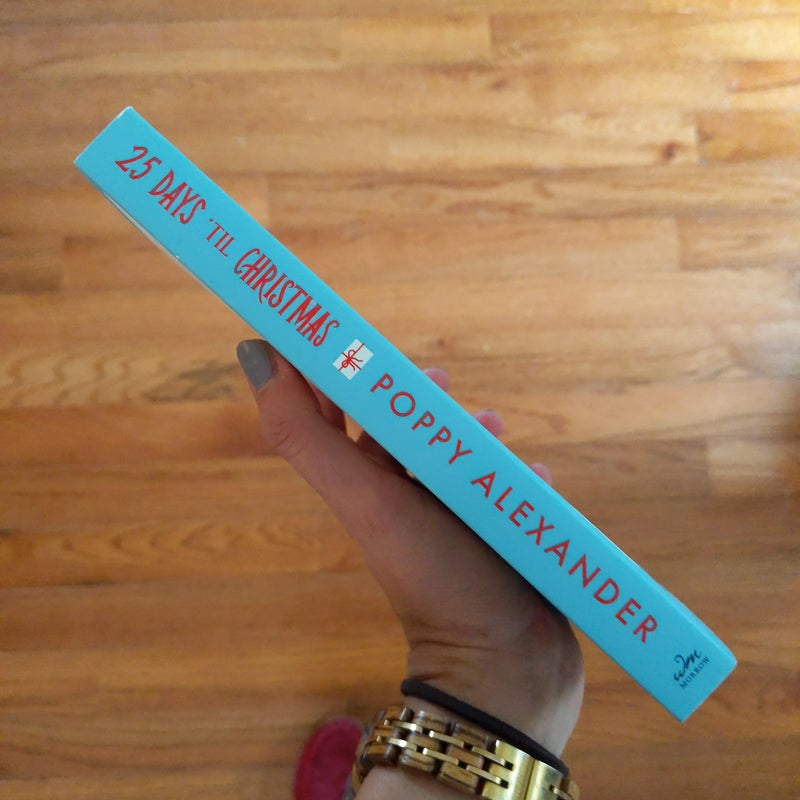 25 DAYS 'TIL CHRISTMAS POPPY ALEXANDER
wm
MORROW